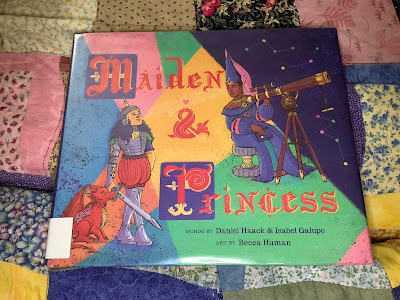 Maiden
&
Princess
WORDS BY Daniel Haack & Isabel Galupo
ART BY Becca Human